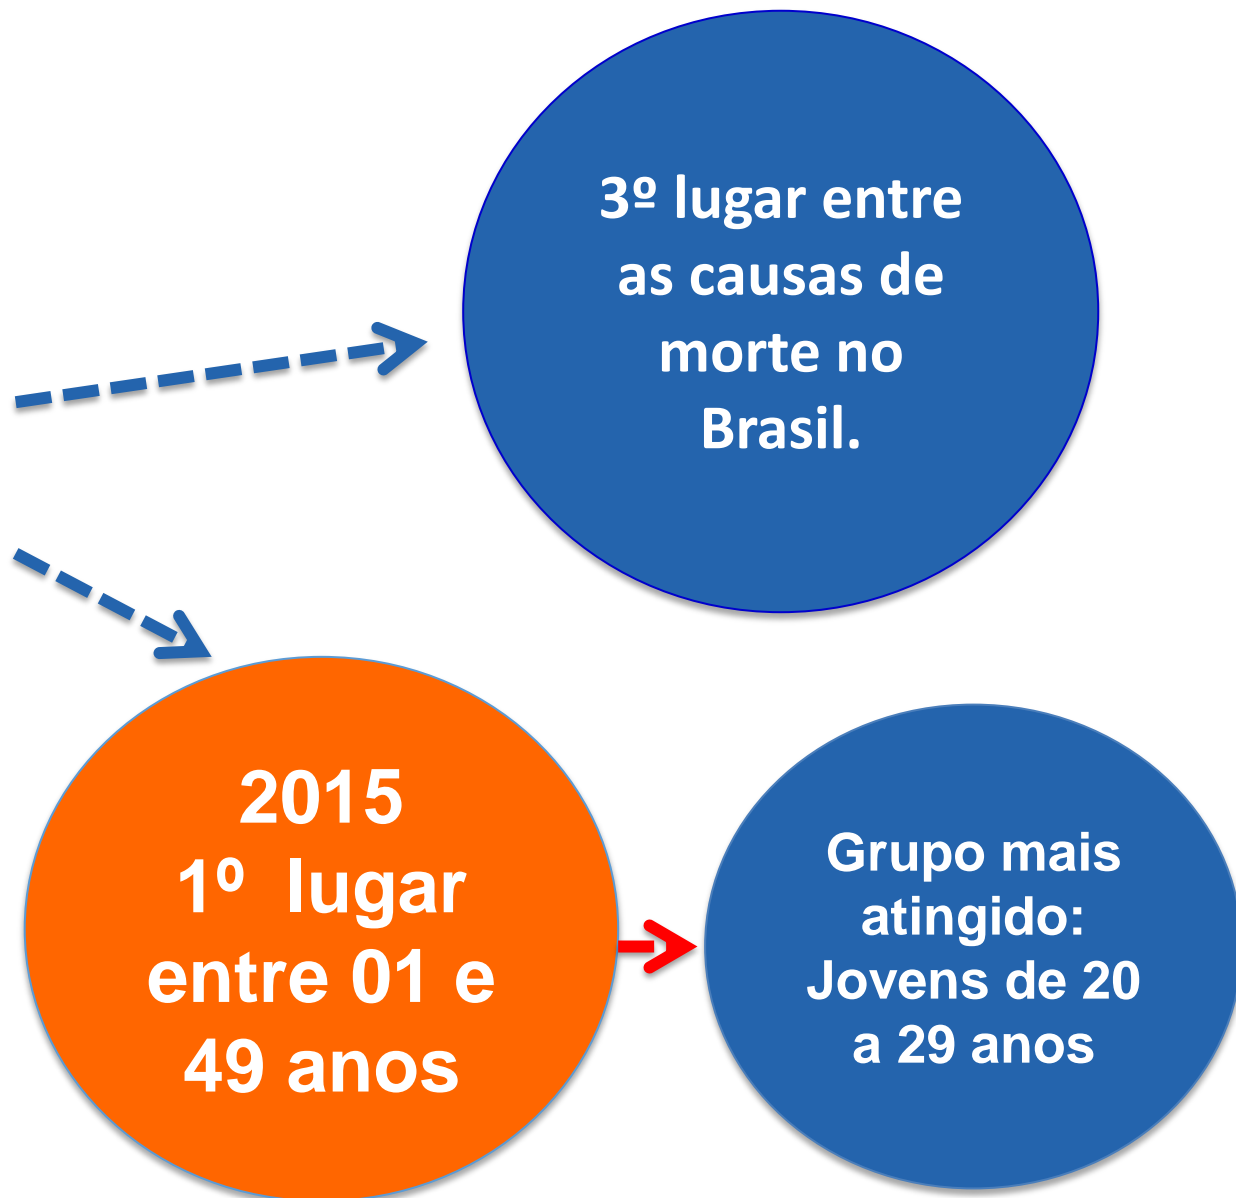 3º lugar entre
as causas de
morte no
Brasil.
2015
1º lugar
entre 01 e
49 anos
Grupo mais
atingido:
Jovens de 20
a 29 anos